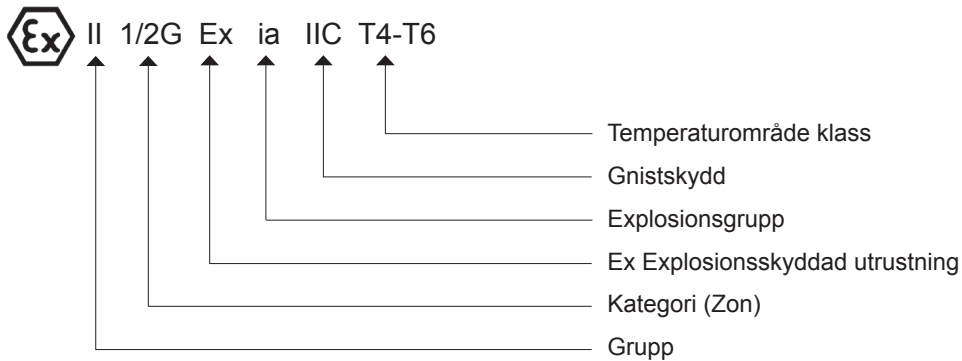 Ex II 1/2G Ex ia IIC T4-T6
Temperaturområde klass
Gnistskydd
Explosionsgrupp
Ex Explosionsskyddad utrustning
Kategori (Zon)
Grupp